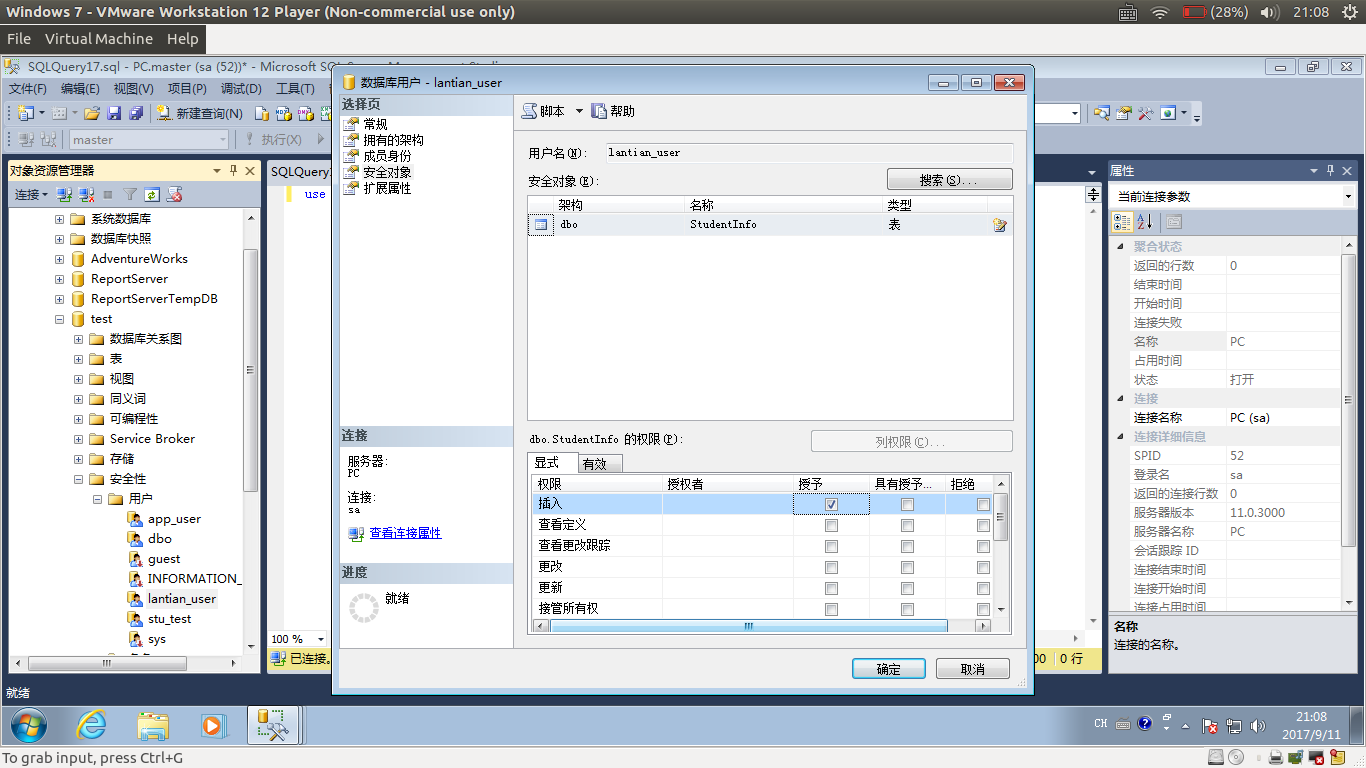 Windows 7 - VMware Workstation 12 Player (Non-commercial use only)
(28%)
21:08
File Virtual Machine Help
SQLQuery17.sql - PC.master (sa (52))* - Microsoft SQ
文件(F) 编辑(E) 视图(V) 项目(P) 调试(D) 工具(T)
新建查询(N)
master
执行(X)
对象资源管理器
连接
系统数据库
数据库快照
AdventureWorks
ReportServer
ReportServerTempDB
test
数据库关系图
表
视图
同义词
可编程性
Service Broker
存储
安全性
用户
app_user
dbo
guest
INFORMATION_
lantian_user
stu_test
sys
SQLQuery
use
100 %
已连接。
00 0 行
数据库用户 - lantian_user
选择页
常规
拥有的架构
成员身份
安全对象
扩展属性
连接
服务器:
PC
连接:
sa
查看连接属性
进度
就绪
脚本 帮助
用户名(N): lantian_user
安全对象(E): 搜索(S)...
架构 名称 类型
dbo StudentInfo 表
dbo.StudentInfo 的权限(P): 列权限(C)...
显式 有效
权限 授权者 授予 具有授予... 拒绝
插入
查看定义
查看更改跟踪
更改
更新
接管所有权
确定 取消
属性
当前连接参数
聚合状态
返回的行数 0
结束时间
开始时间
连接失败
名称 PC
占用时间
状态 打开
连接
连接名称 PC (sa)
连接详细信息
SPID 52
登录名 sa
返回的连接行数 0
服务器版本 11.0.3000
服务器名称 PC
会话跟踪 ID
连接结束时间
连接开始时间
连接占用时间
名称
连接的名称。
就绪
CH
21:08
2017/9/11
To grab input, press Ctrl+G